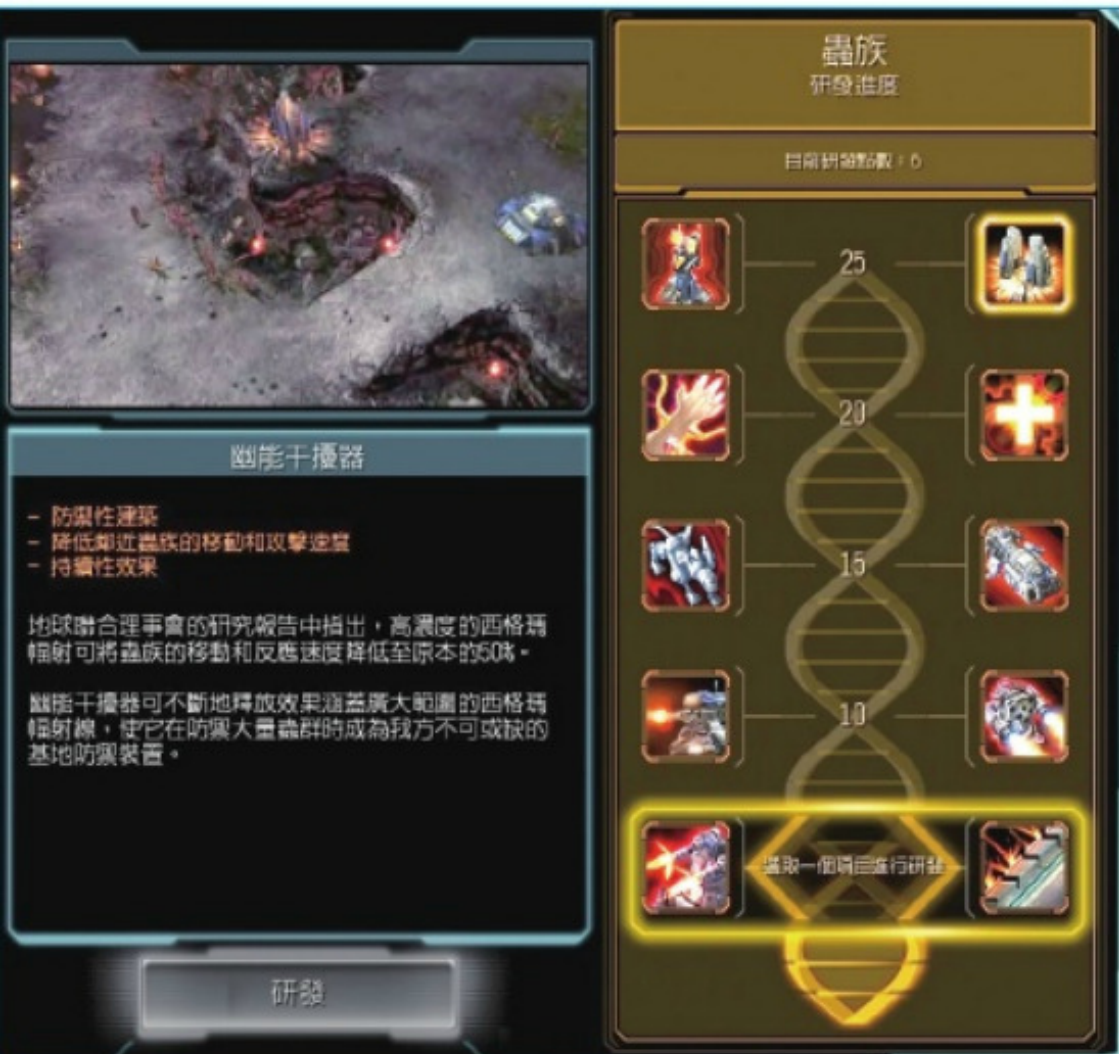 幽能干擾器
- 防禦性建築
- 降低鄰近蟲族的移動和攻擊速度
- 持續性效果
地球聯合理事會的研究報告中指出，高濃度的西格瑪
幅射可將蟲族的移動和反應速度降低至原本的50%。
幽能干擾器可不斷地釋放效果涵蓋廣大範圍的西格瑪
幅射線，使它在防禦大量蟲群時成為我方不可或缺的
基地防禦裝置。
研發
蟲族
研發進度
目前研發點數：6
25
20
15
10
選取一個項目進行研發